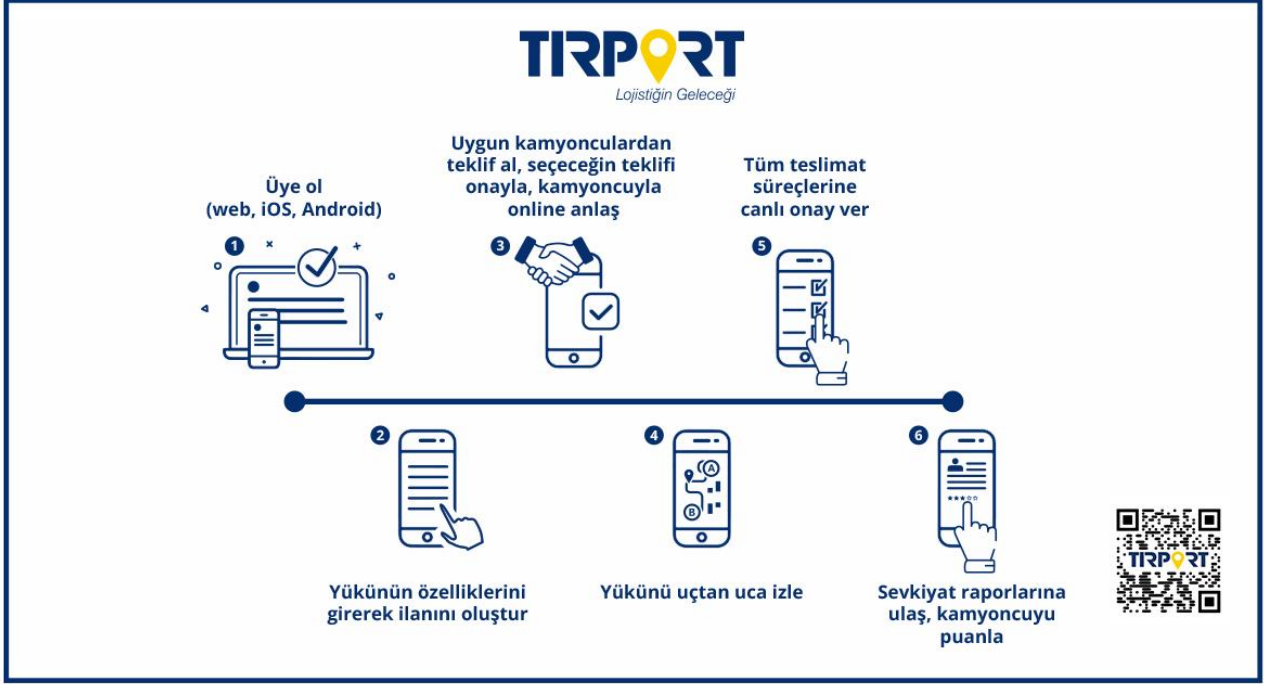 TIRPORT
Lojistiğin Geleceği
1
Üye ol
(web, iOS, Android)
2
Yükünün özelliklerini
girerek ilanını oluştur
3
Uygun kamyonculardan
teklif al, seçeceğin teklifi
onayla, kamyoncuyla
online anlaş
4
A
B
Yükünü uçtan uca izle
5
Tüm teslimat
süreçlerine
canlı onay ver
6
Sevkiyat raporlarına
ulaş, kamyoncuyu
puanla
TIRPORT